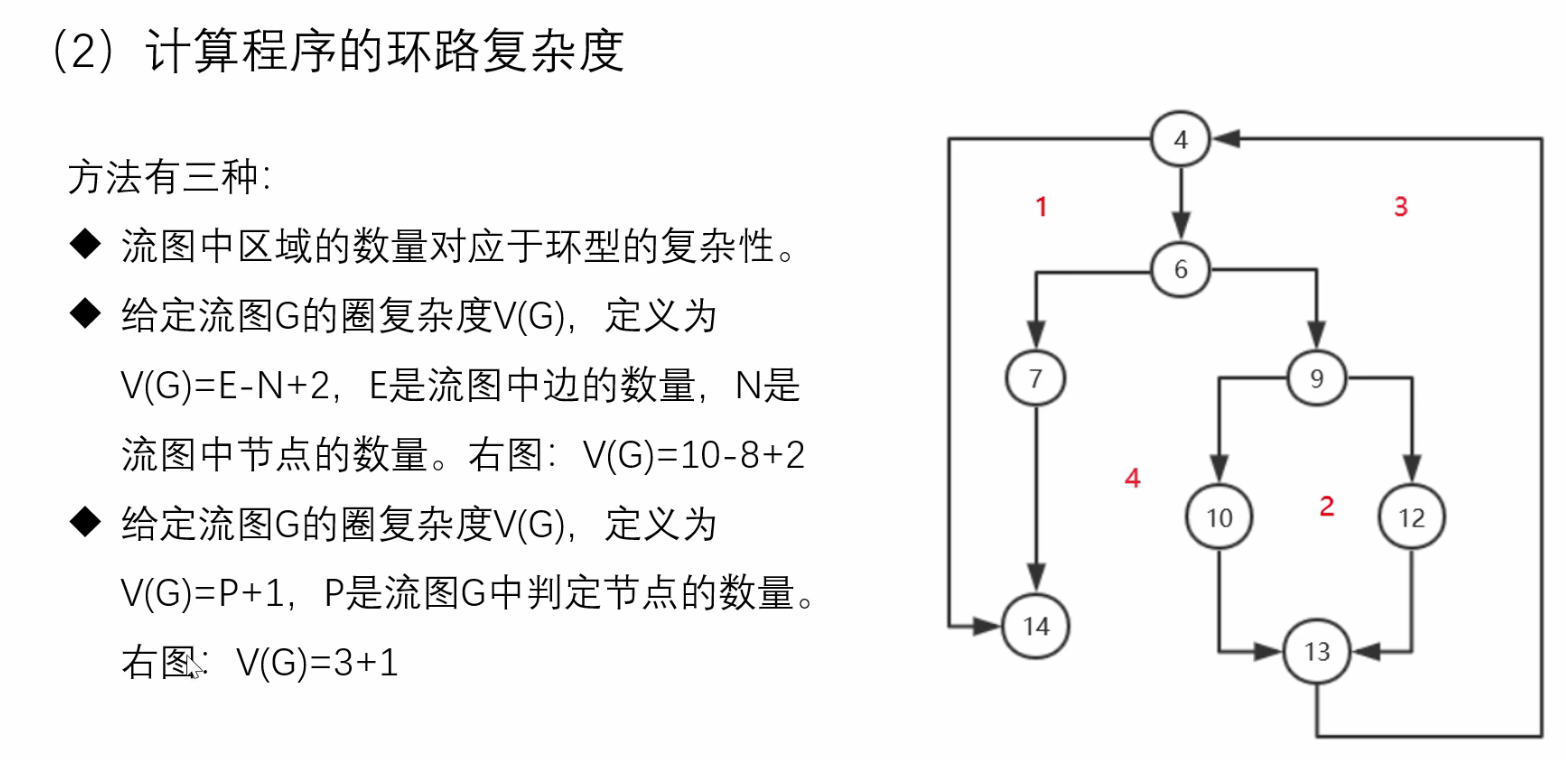 （2）计算程序的环路复杂度
方法有三种：
◆ 流图中区域的数量对应于环型的复杂性。
◆ 给定流图G的圈复杂度V(G)，定义为
V(G)=E-N+2，E是流图中边的数量，N是
流图中节点的数量。右图：V(G)=10-8+2
◆ 给定流图G的圈复杂度V(G)，定义为
V(G)=P+1，P是流图G中判定节点的数量。
右图：V(G)=3+1
4
1
3
6
7
9
4
10
2
12
14
13